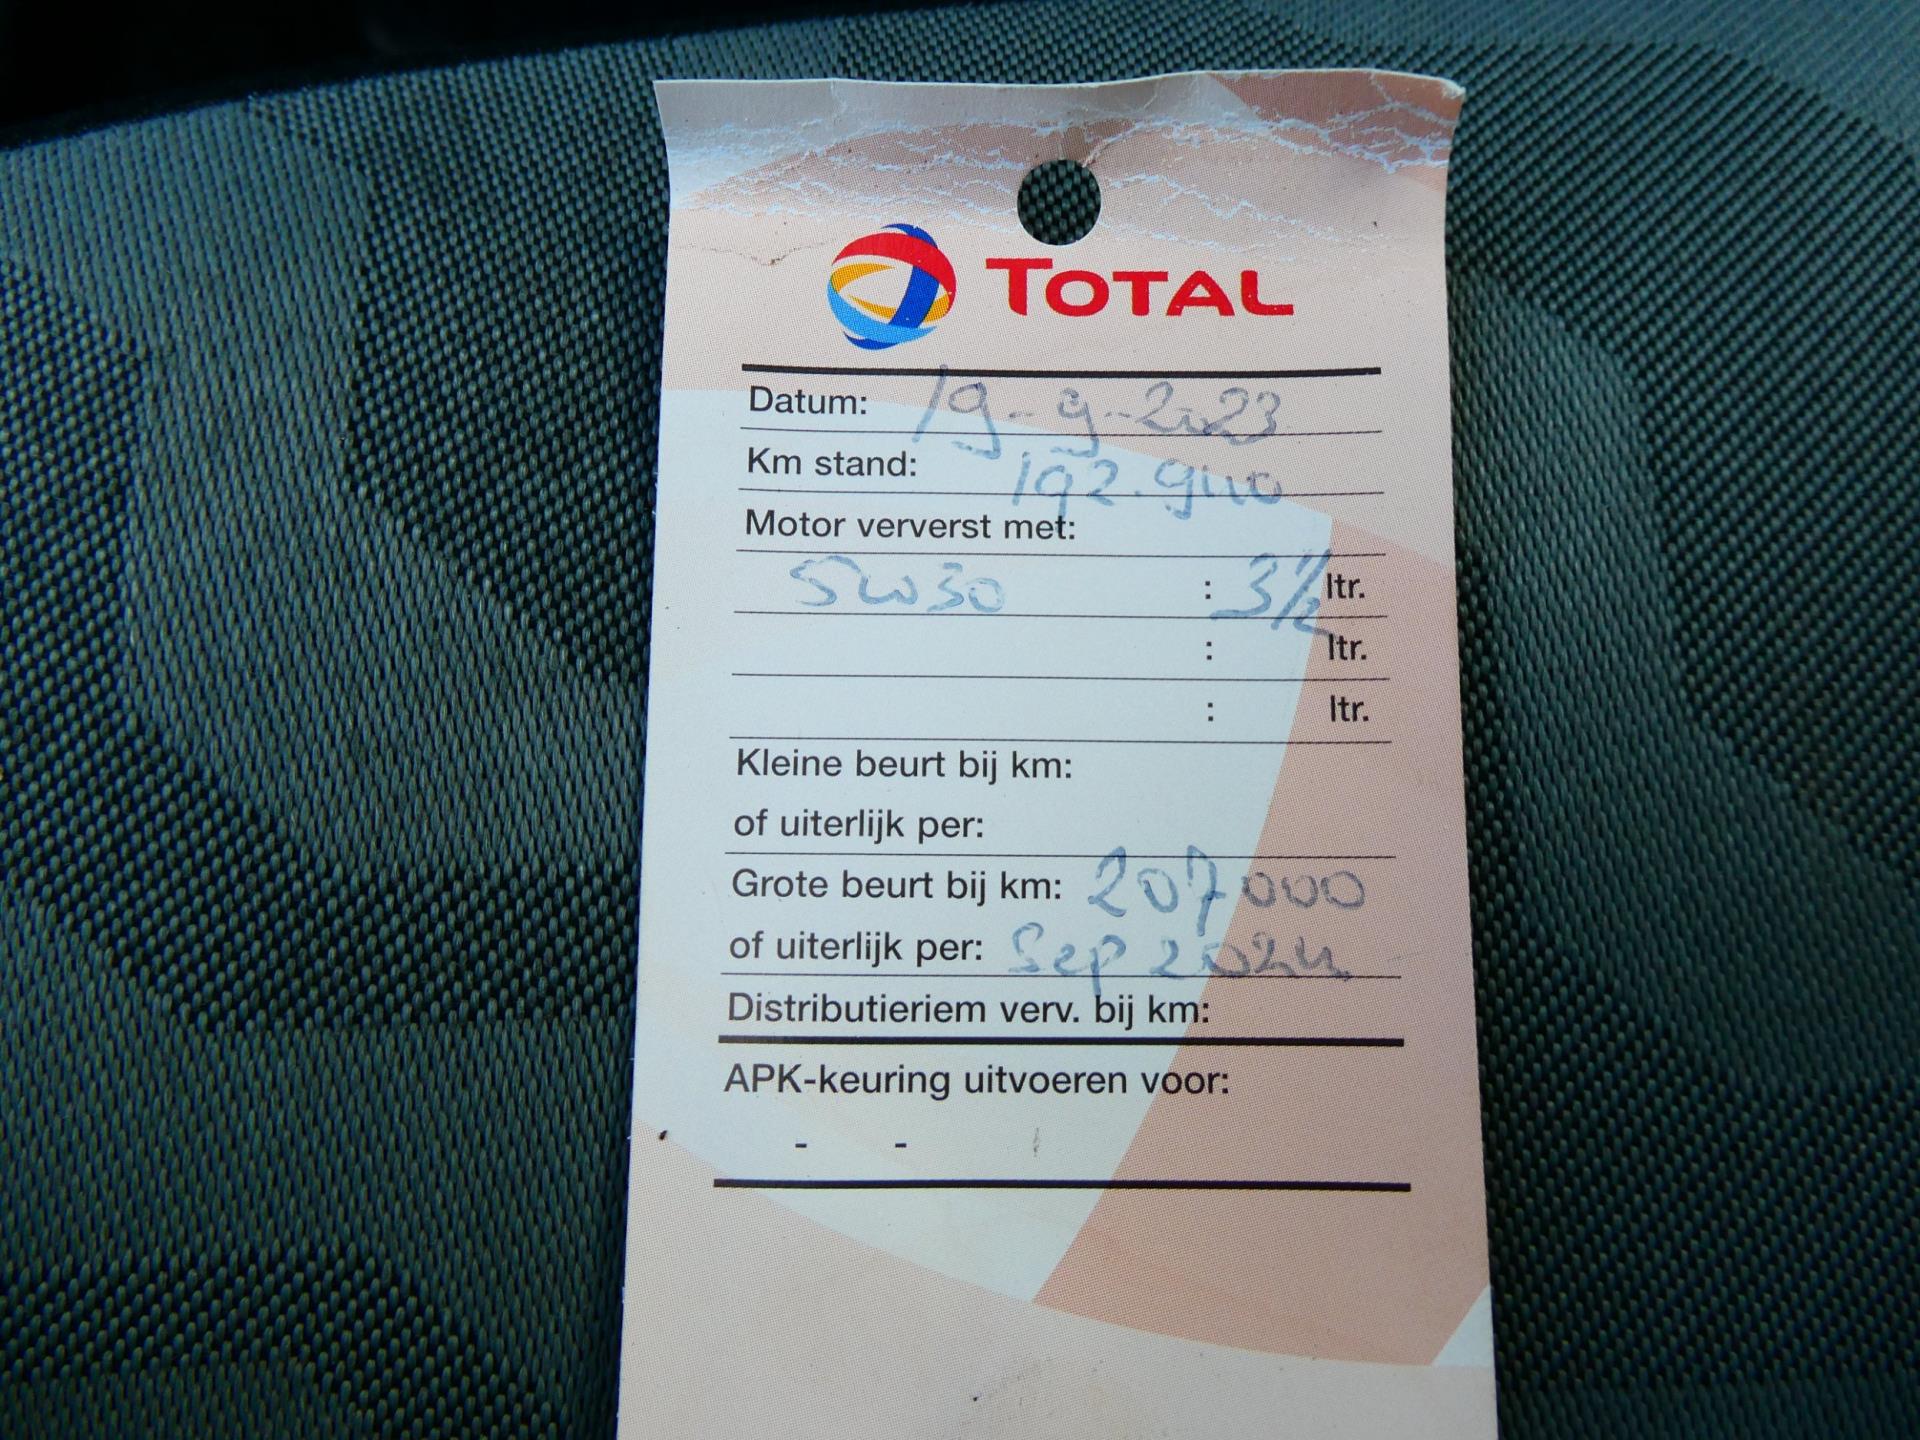 TOTAL
Datum: 19-9-2023
Km stand: 192.940
Motor ververst met:
5W30 : 3½ ltr.
: ltr.
: ltr.
Kleine beurt bij km:
of uiterlijk per:
Grote beurt bij km: 207000
of uiterlijk per: Sep 2024
Distributieriem verv. bij km:
APK-keuring uitvoeren voor:
- -